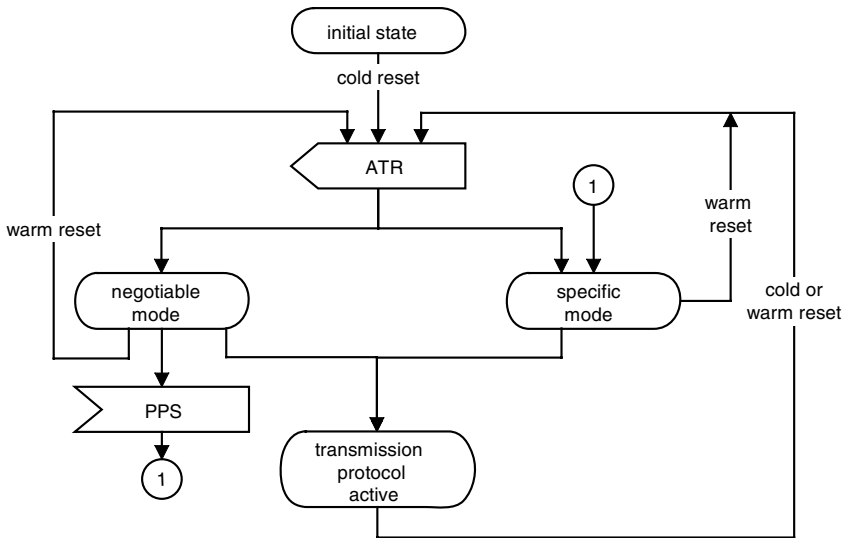 initial state
cold reset
ATR
1
warm reset
warm
reset
negotiable
mode
specific
mode
cold or
warm reset
PPS
1
transmission
protocol
active